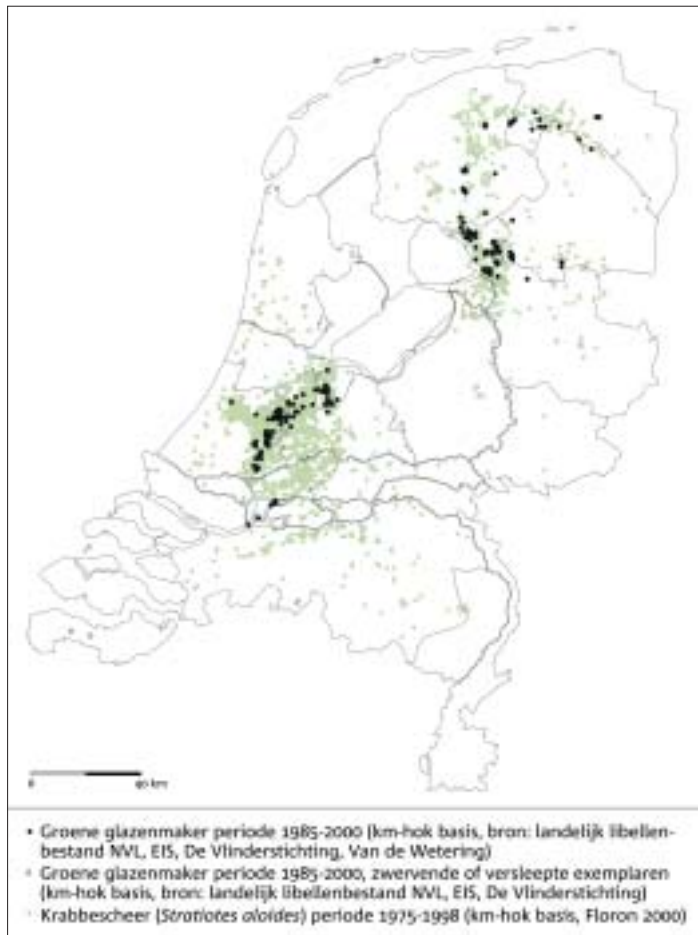 0 40 km
• Groene glazenmaker periode 1985-2000 (km-hok basis, bron: landelijk libellen-
bestand NVL, EIS, De Vlinderstichting, Van de Wetering)
◦ Groene glazenmaker periode 1985-2000, zwervende of versleepte exemplaren
(km-hok basis, bron: landelijk libellenbestand NVL, EIS, De Vlinderstichting)
Krabbescheer (Stratiotes aloides) periode 1975-1998 (km-hok basis, Floron 2000)